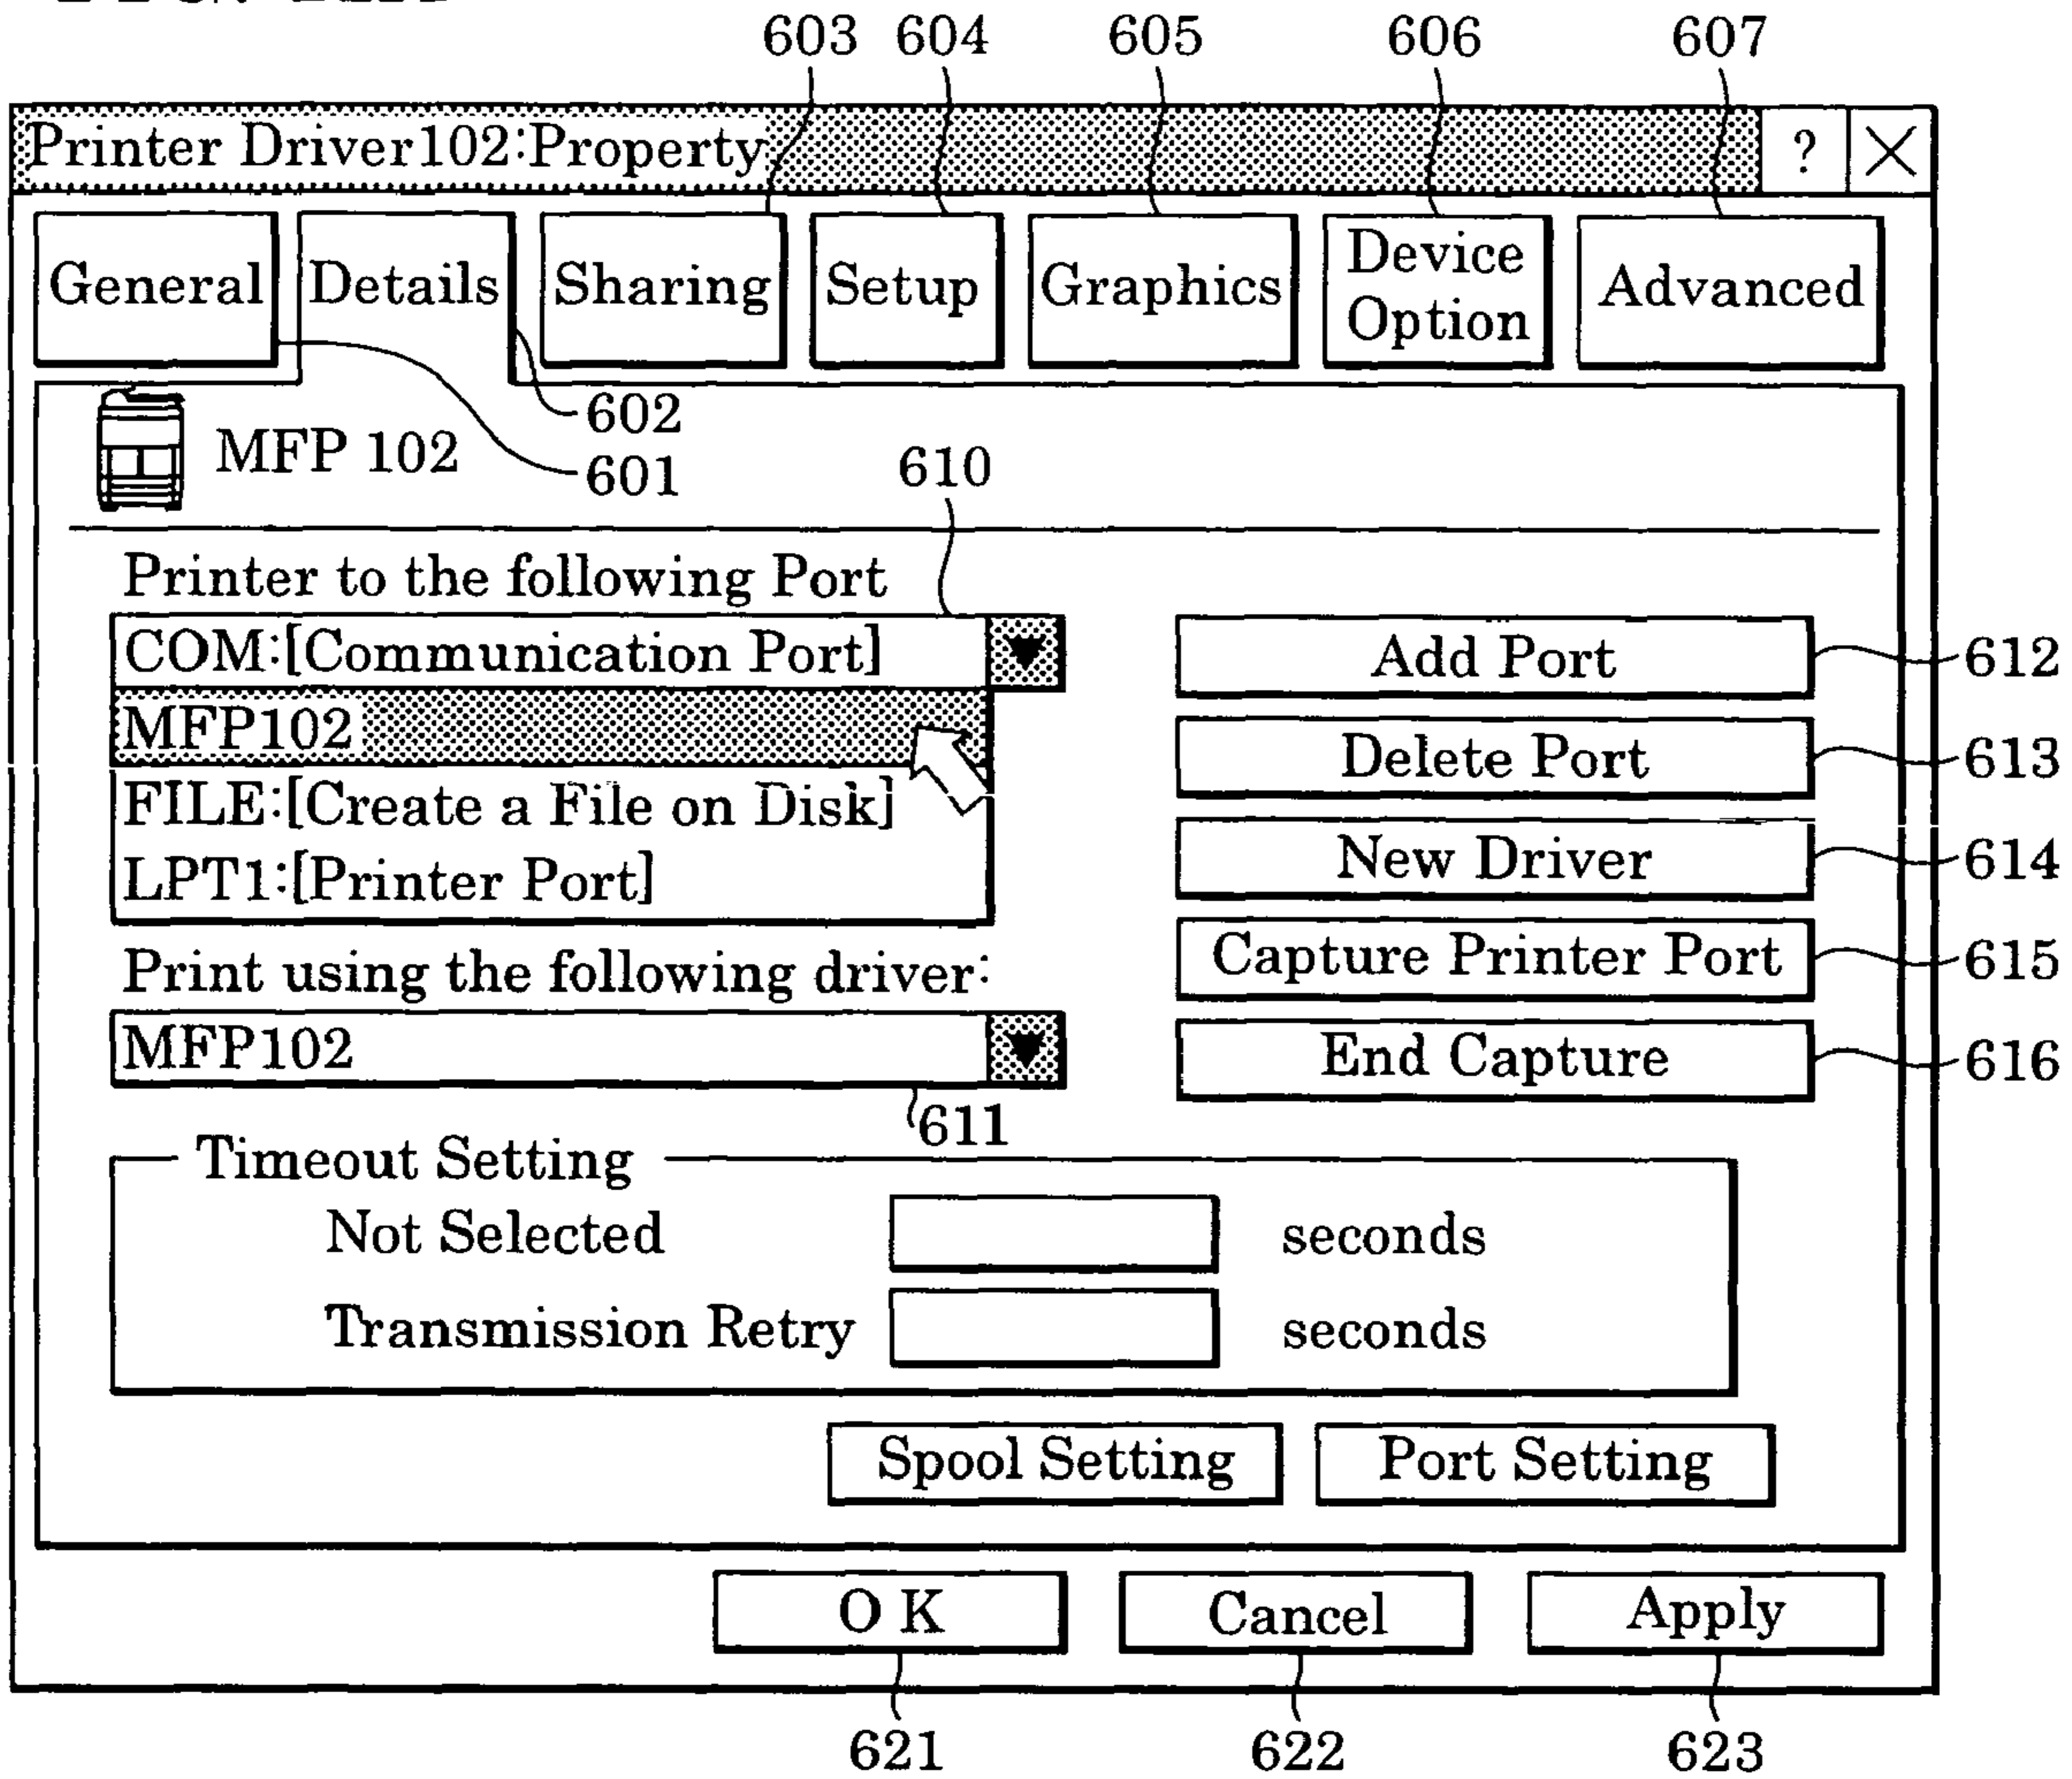 603 604 605 606 607
Printer Driver102:Property ?
General Details Sharing Setup Graphics Device Option Advanced
602
MFP 102
601
610
Printer to the following Port
COM:[Communication Port]
MFP102
FILE:[Create a File on Disk]
LPT1:[Printer Port]
Add Port 612
Delete Port 613
New Driver 614
Capture Printer Port 615
End Capture 616
Print using the following driver:
MFP102
611
Timeout Setting
Not Selected seconds
Transmission Retry seconds
Spool Setting Port Setting
OK Cancel Apply
621 622 623